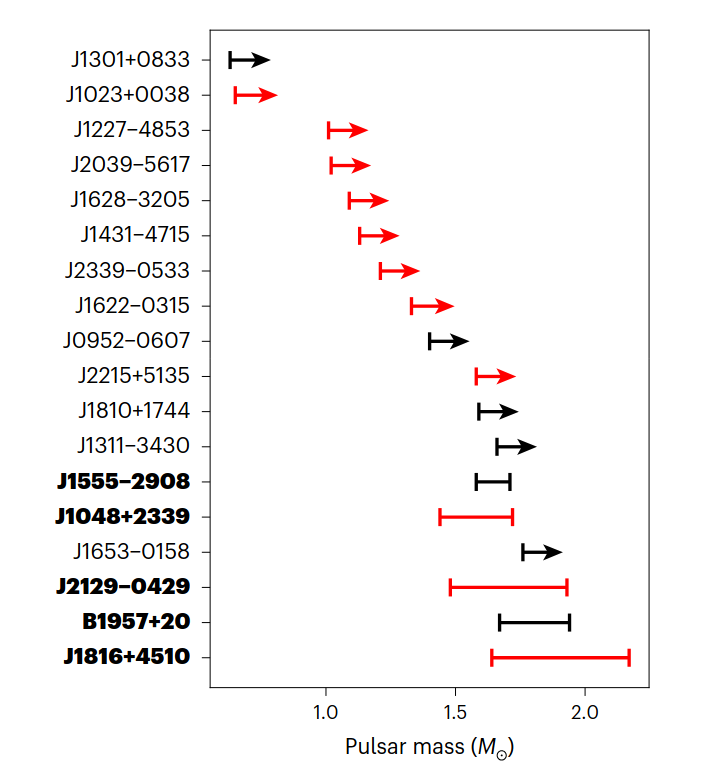 J1301+0833
J1023+0038
J1227−4853
J2039−5617
J1628−3205
J1431−4715
J2339−0533
J1622−0315
J0952−0607
J2215+5135
J1810+1744
J1311−3430
J1555−2908
J1048+2339
J1653−0158
J2129−0429
B1957+20
J1816+4510
1.0 1.5 2.0
Pulsar mass (M☉)